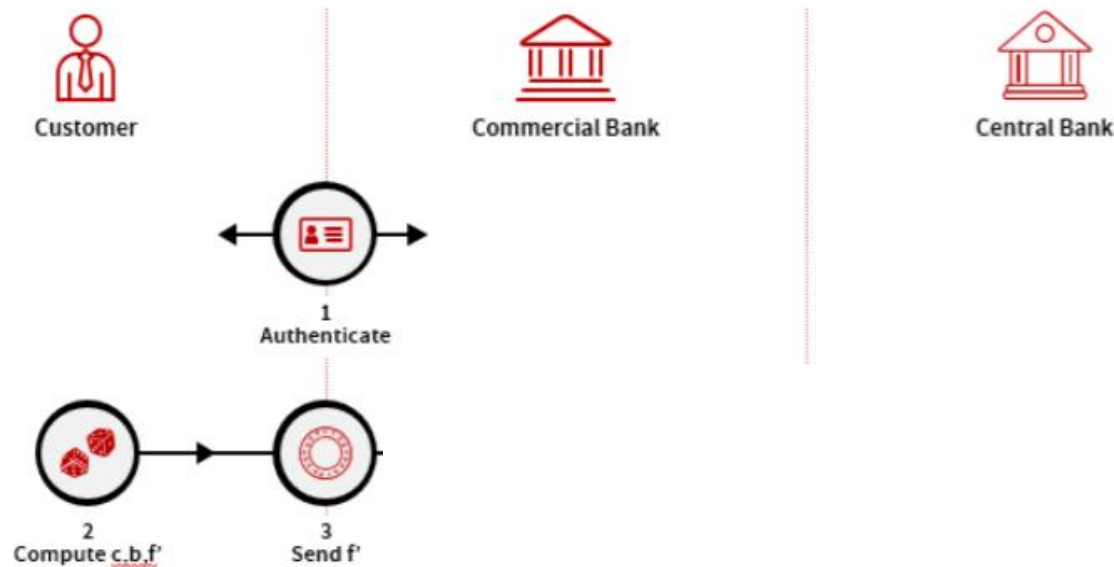 Customer
Commercial Bank
Central Bank
1
Authenticate
2
Compute c,b,f’
3
Send f’